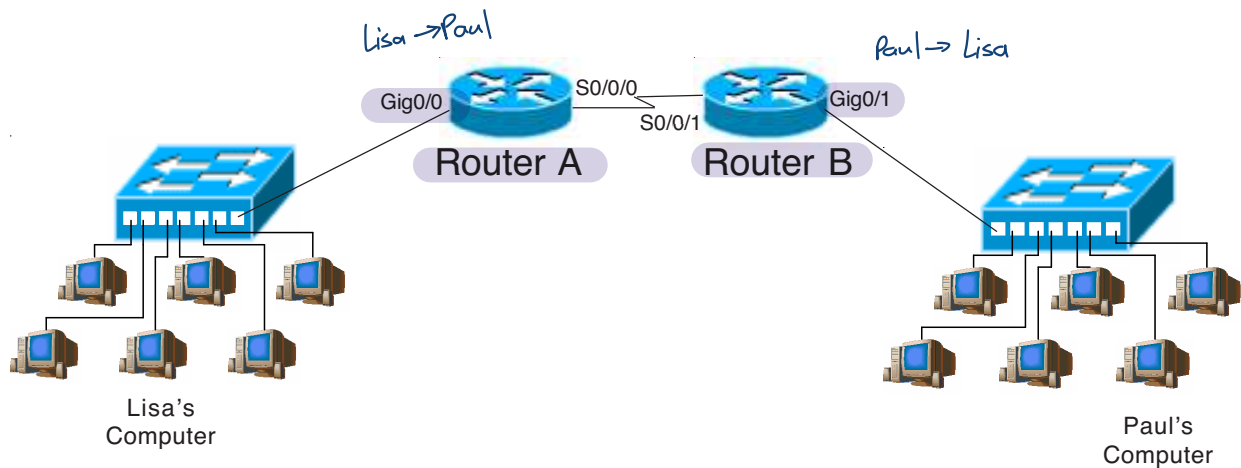 Lisa → Paul
Paul → Lisa
Gig0/0
S0/0/0
S0/0/1
Gig0/1
Router A
Router B
Lisa's
Computer
Paul's
Computer